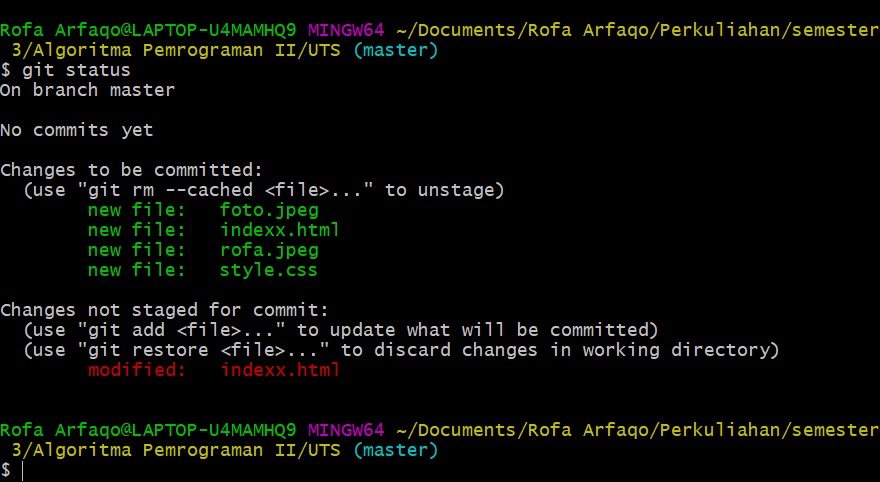 Rofa Arfaqo@LAPTOP-U4MAMHQ9 MINGW64 ~/Documents/Rofa Arfaqo/Perkuliahan/semester
 3/Algoritma Pemrograman II/UTS (master)
$ git status
On branch master

No commits yet

Changes to be committed:
  (use "git rm --cached <file>..." to unstage)
        new file:   foto.jpeg
        new file:   indexx.html
        new file:   rofa.jpeg
        new file:   style.css

Changes not staged for commit:
  (use "git add <file>..." to update what will be committed)
  (use "git restore <file>..." to discard changes in working directory)
        modified:   indexx.html


Rofa Arfaqo@LAPTOP-U4MAMHQ9 MINGW64 ~/Documents/Rofa Arfaqo/Perkuliahan/semester
 3/Algoritma Pemrograman II/UTS (master)
$